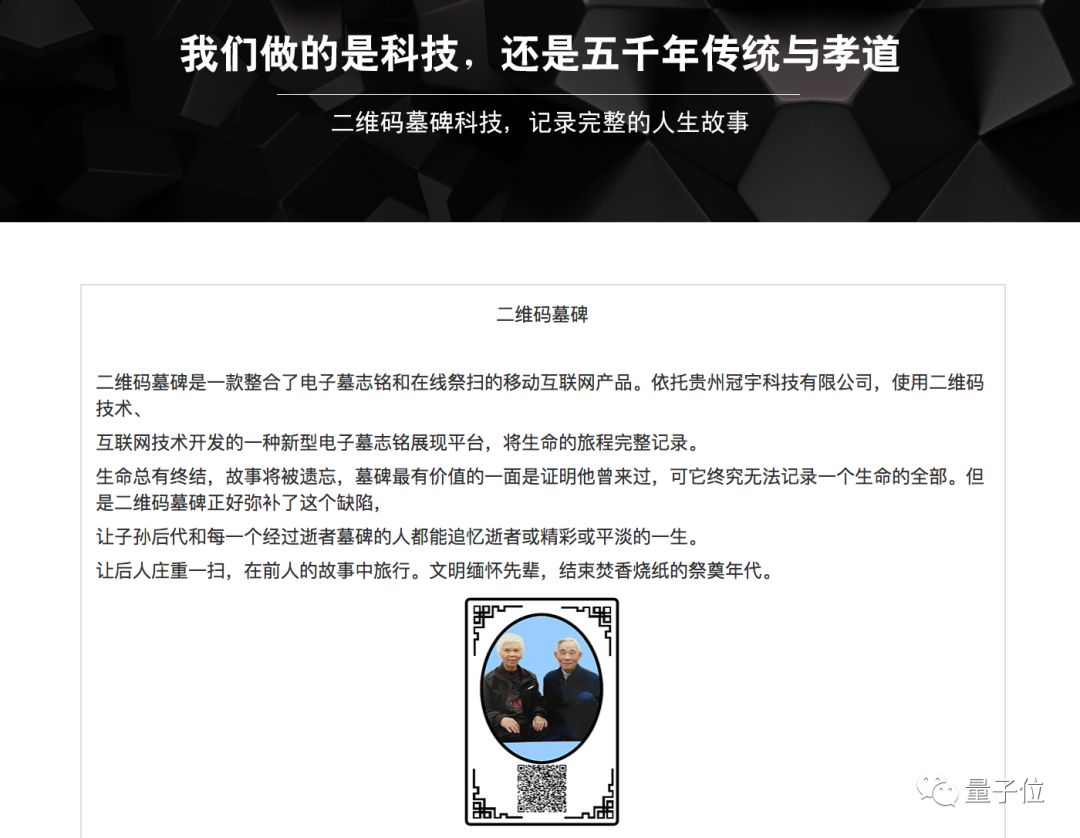 我们做的是科技，还是五千年传统与孝道
二维码墓碑科技，记录完整的人生故事
二维码墓碑
二维码墓碑是一款整合了电子墓志铭和在线祭扫的移动互联网产品。依托贵州冠宇科技有限公司，使用二维码
技术、
互联网技术开发的一种新型电子墓志铭展现平台，将生命的旅程完整记录。
生命总有终结，故事将被遗忘，墓碑最有价值的一面是证明他曾来过，可它终究无法记录一个生命的全部。但
是二维码墓碑正好弥补了这个缺陷，
让子孙后代和每一个经过逝者墓碑的人都能追忆逝者或精彩或平淡的一生。
让后人庄重一扫，在前人的故事中旅行。文明缅怀先辈，结束焚香烧纸的祭奠年代。
量子位